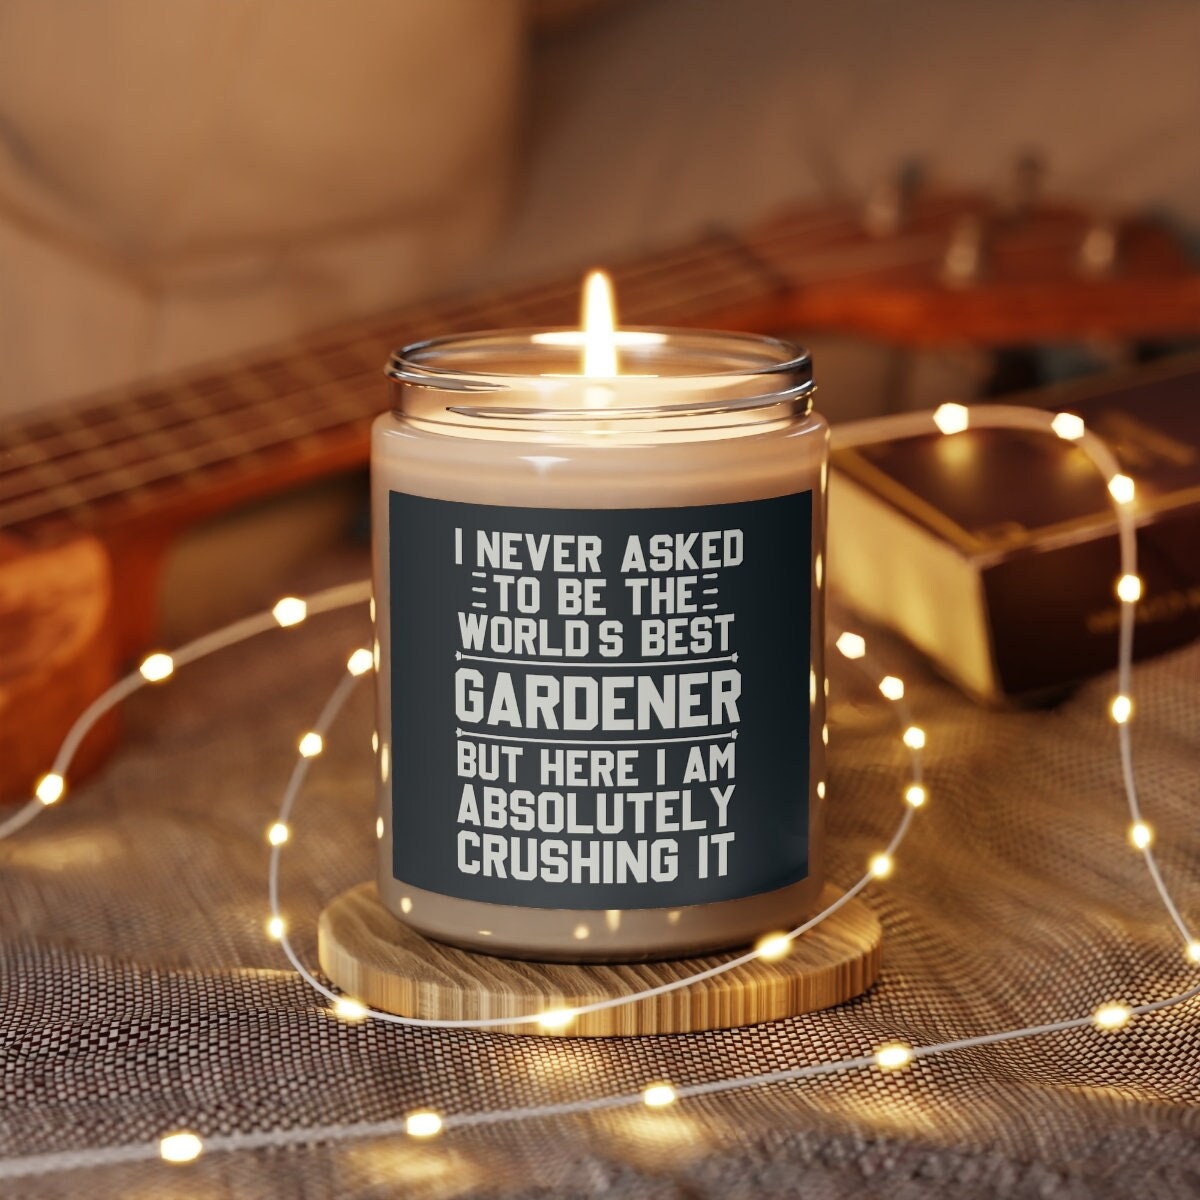 I NEVER ASKED
TO BE THE
WORLD S BEST
GARDENER
BUT HERE I AM
ABSOLUTELY
CRUSHING IT